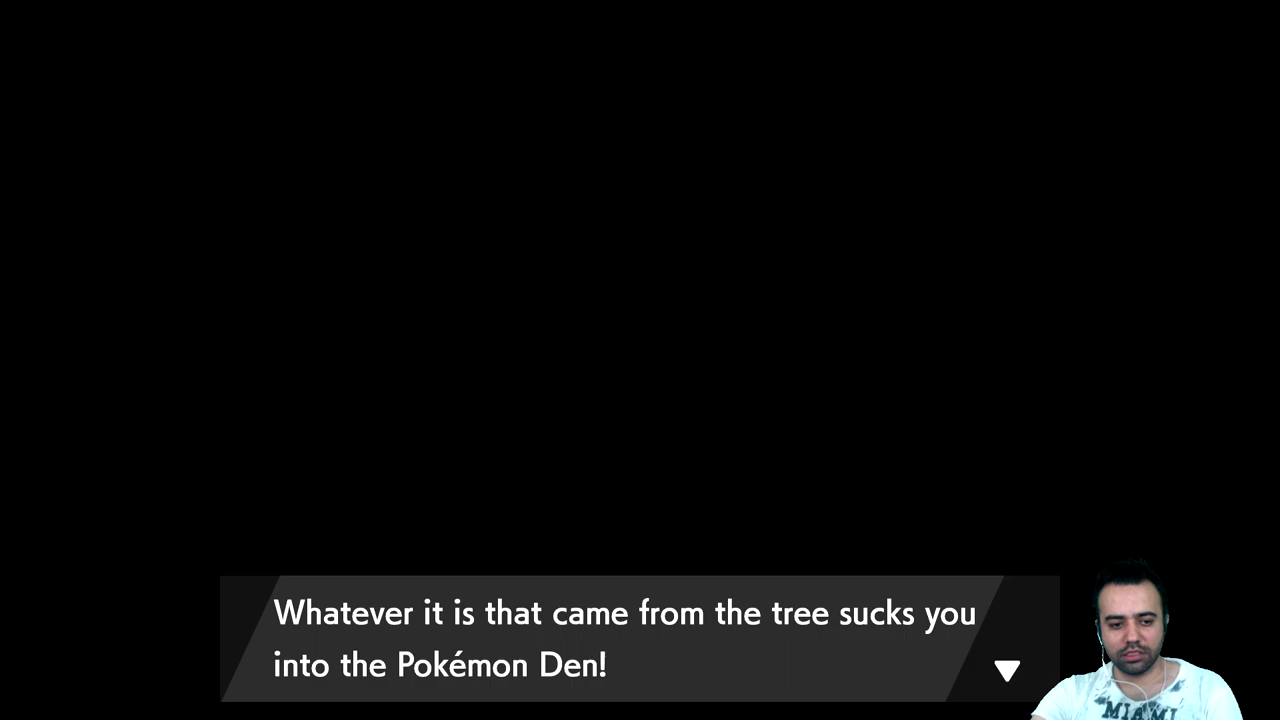 Whatever it is that came from the tree sucks you
into the Pokémon Den!
MIAMI